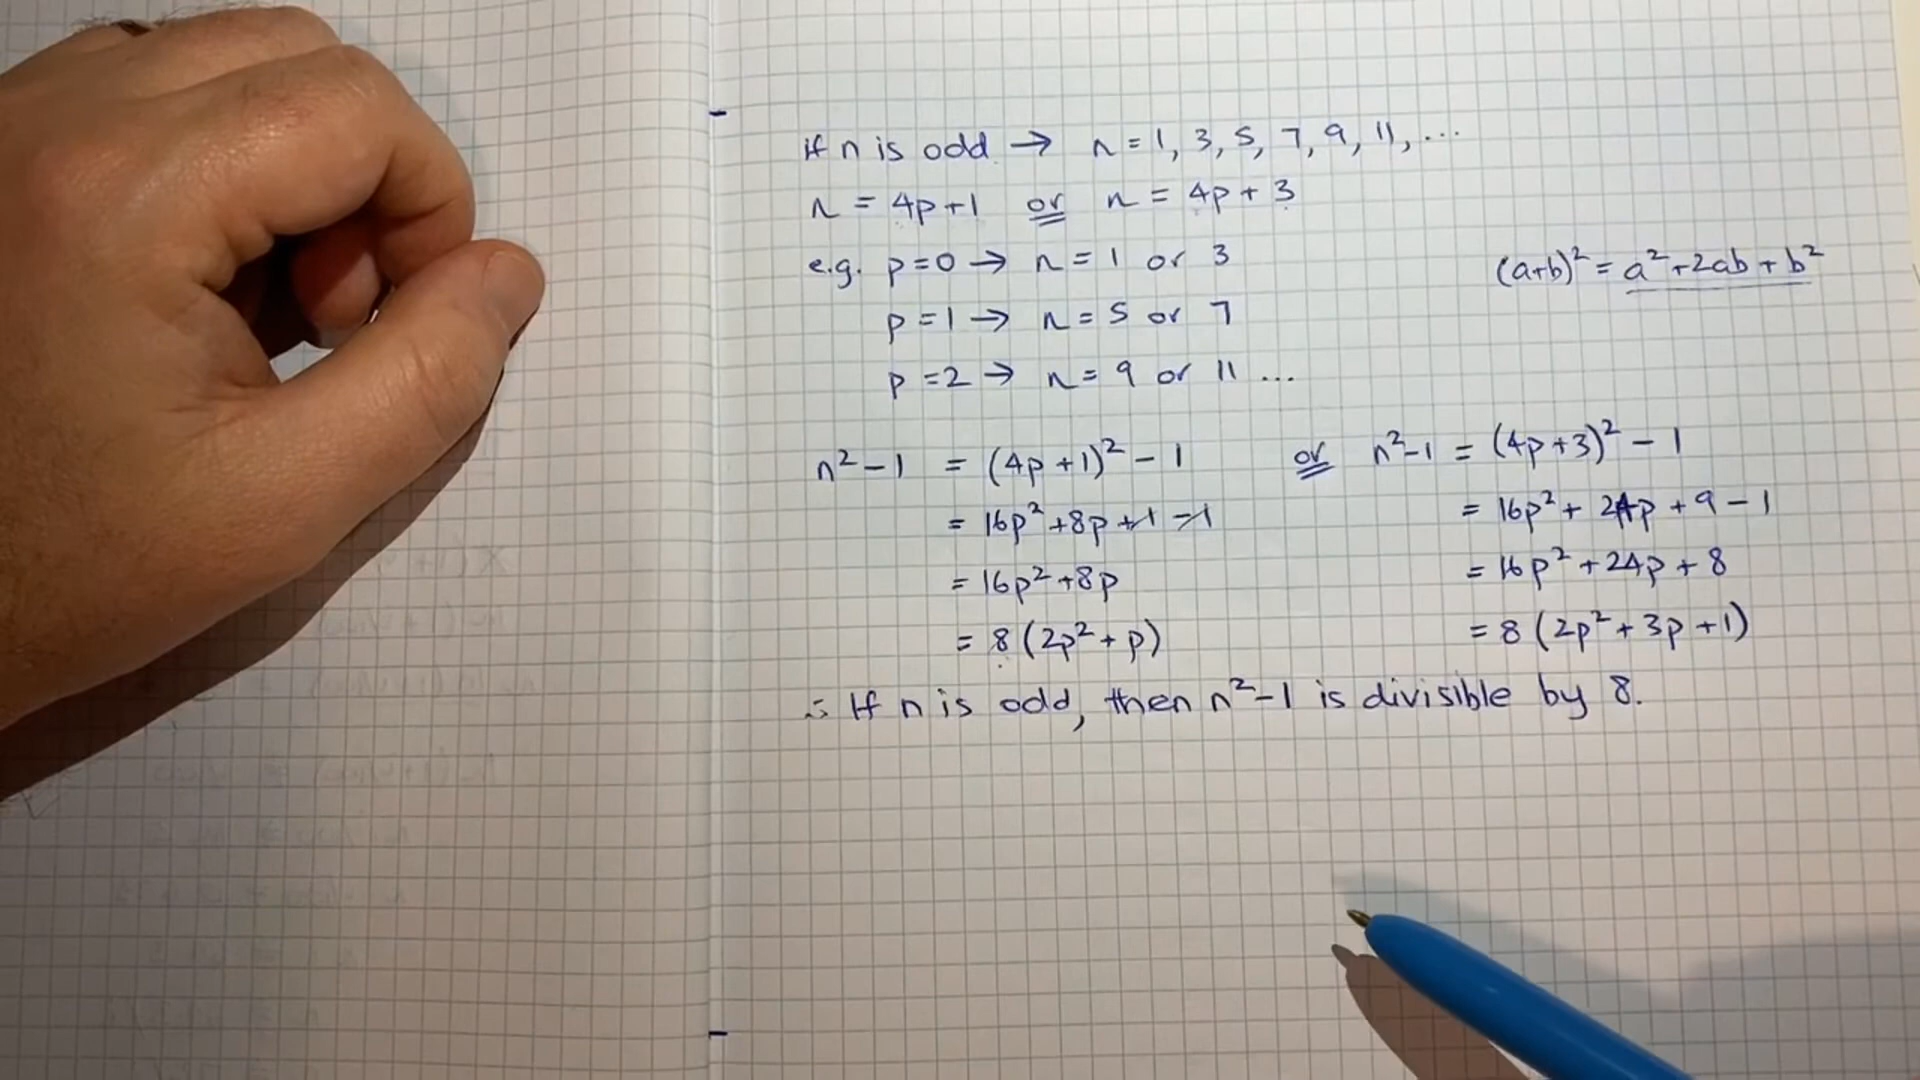 if n is odd → n = 1, 3, 5, 7, 9, 11, ...
n = 4p+1 or n = 4p + 3
e.g. p=0 → n = 1 or 3
(a+b)² = a² + 2ab + b²
p = 1 → n = 5 or 7
p = 2 → n = 9 or 11 ...
n² - 1 = (4p + 1)² - 1 or n² - 1 = (4p + 3)² - 1
= 16p² + 8p + 1 - 1 = 16p² + 24p + 9 - 1
= 16p² + 8p = 16p² + 24p + 8
= 8 (2p² + p) = 8 (2p² + 3p + 1)
∴ If n is odd, then n² - 1 is divisible by 8.